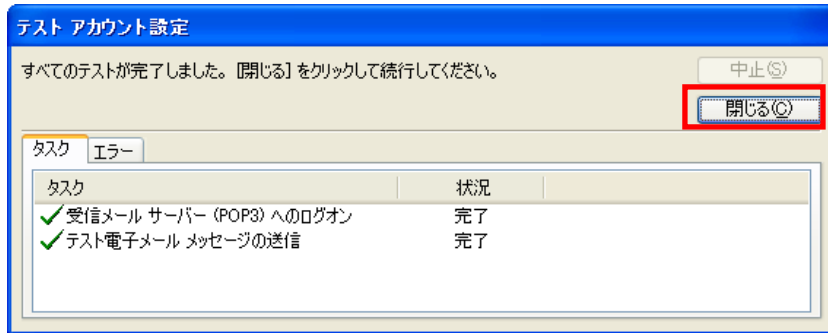 テスト アカウント設定
すべてのテストが完了しました。[閉じる] をクリックして続行してください。
中止(S)
閉じる(C)
タスク エラー
タスク 状況
受信メール サーバー (POP3) へのログオン 完了
テスト電子メール メッセージの送信 完了